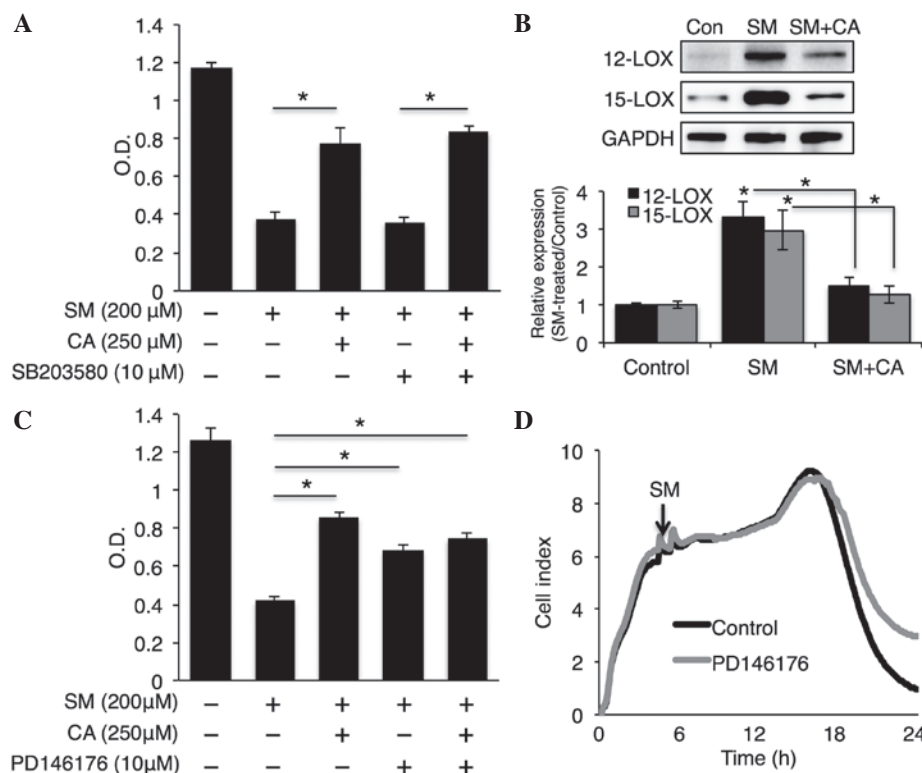 A
1.4
1.2
1
0.8
0.6
0.4
0.2
0
O.D.
* *
SM (200 µM) − + + + +
CA (250 µM) − − + − +
SB203580 (10 µM) − − − + +
B
Con SM SM+CA
12-LOX
15-LOX
GAPDH
4
3
2
1
0
Relative expression
(SM-treated/Control)
12-LOX
15-LOX
* * * *
Control SM SM+CA
C
1.4
1.2
1
0.8
0.6
0.4
0.2
0
O.D.
*
*
*
SM (200µM) − + + + +
CA (250µM) − − + − +
PD146176 (10µM) − − − + +
D
10
8
6
4
2
0
Cell index
SM
Control
PD146176
0 6 12 18 24
Time (h)